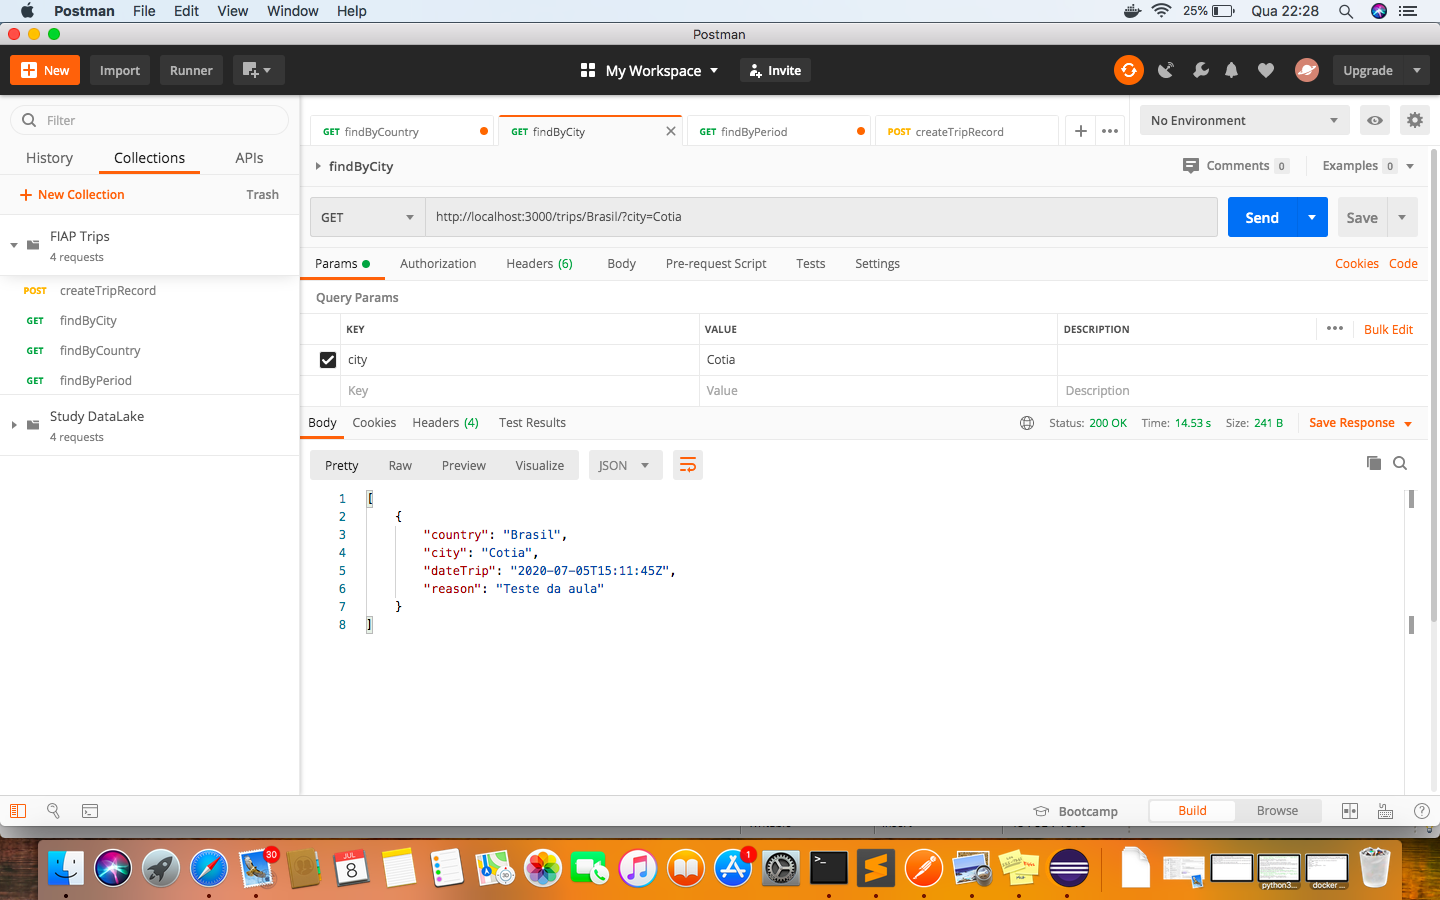 Postman File Edit View Window Help 25% Qua 22:28
Postman
New Import Runner My Workspace Invite Upgrade
Filter
History Collections APIs
New Collection Trash
FIAP Trips
4 requests
POST createTripRecord
GET findByCity
GET findByCountry
GET findByPeriod
Study DataLake
4 requests
GET findByCountry GET findByCity GET findByPeriod POST createTripRecord No Environment
findByCity Comments 0 Examples 0
GET http://localhost:3000/trips/Brasil/?city=Cotia Send Save
Params Authorization Headers (6) Body Pre-request Script Tests Settings Cookies Code
Query Params
KEY VALUE DESCRIPTION Bulk Edit
city Cotia
Key Value Description
Body Cookies Headers (4) Test Results Status: 200 OK Time: 14.53 s Size: 241 B Save Response
Pretty Raw Preview Visualize JSON
1 [
2 {
3 "country": "Brasil",
4 "city": "Cotia",
5 "dateTrip": "2020-07-05T15:11:45Z",
6 "reason": "Teste da aula"
7 }
8 ]
Bootcamp Build Browse
30
JUL
8
1
python3...
docker ...